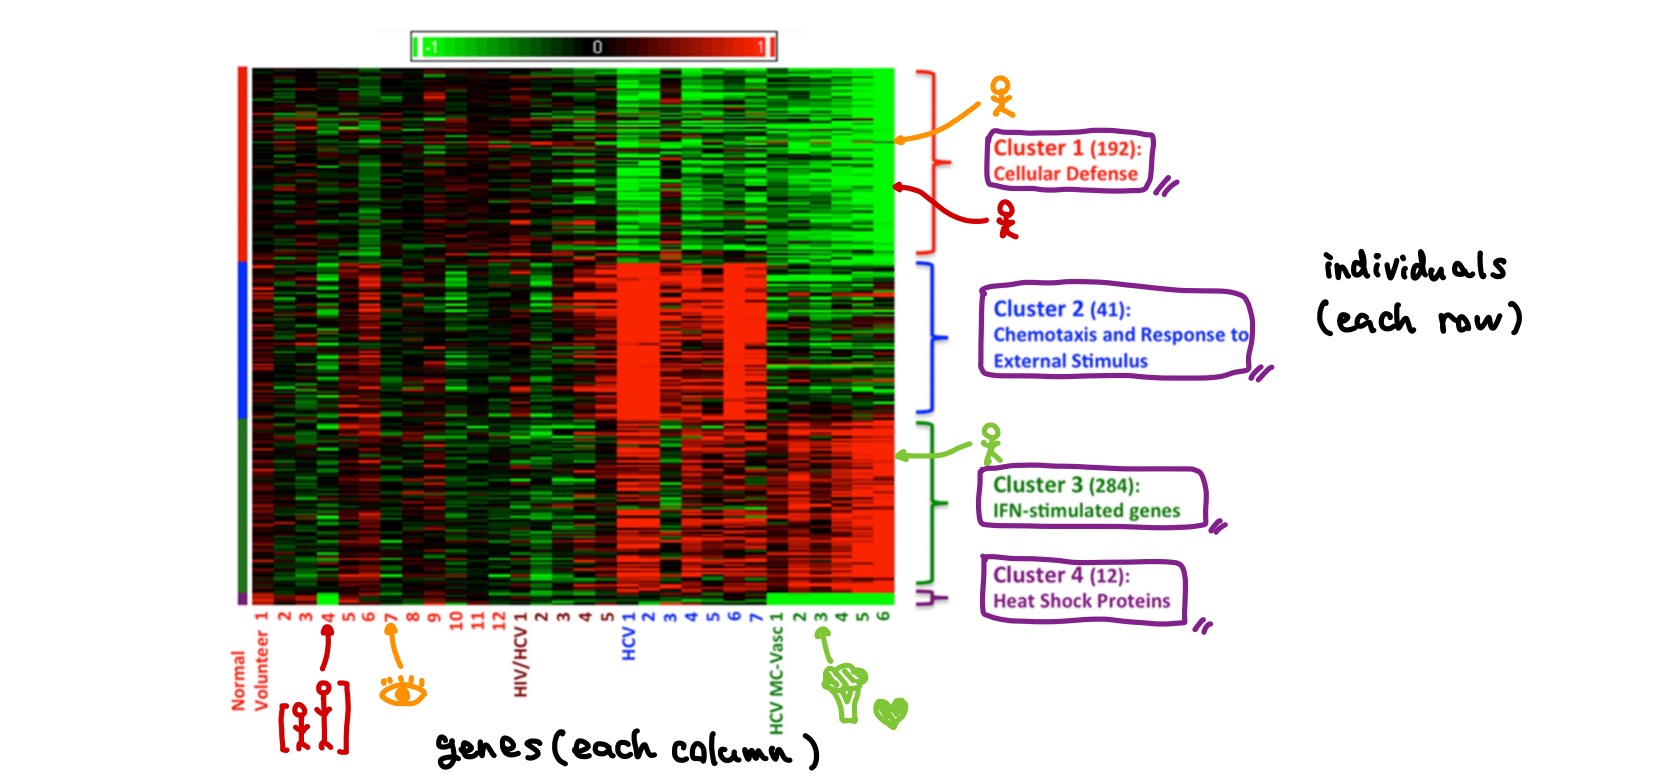 -1 0 1
Cluster 1 (192):
Cellular Defense
individuals
(each row)
Cluster 2 (41):
Chemotaxis and Response to
External Stimulus
Cluster 3 (284):
IFN-stimulated genes
Cluster 4 (12):
Heat Shock Proteins
Normal
Volunteer 1 2 3 4 5 6 7 8 9 10 11 12 HIV/HCV 1 2 3 4 5 HCV 1 2 3 4 5 6 7 HCV MC-Vasc 1 2 3 4 5 6
genes (each column)